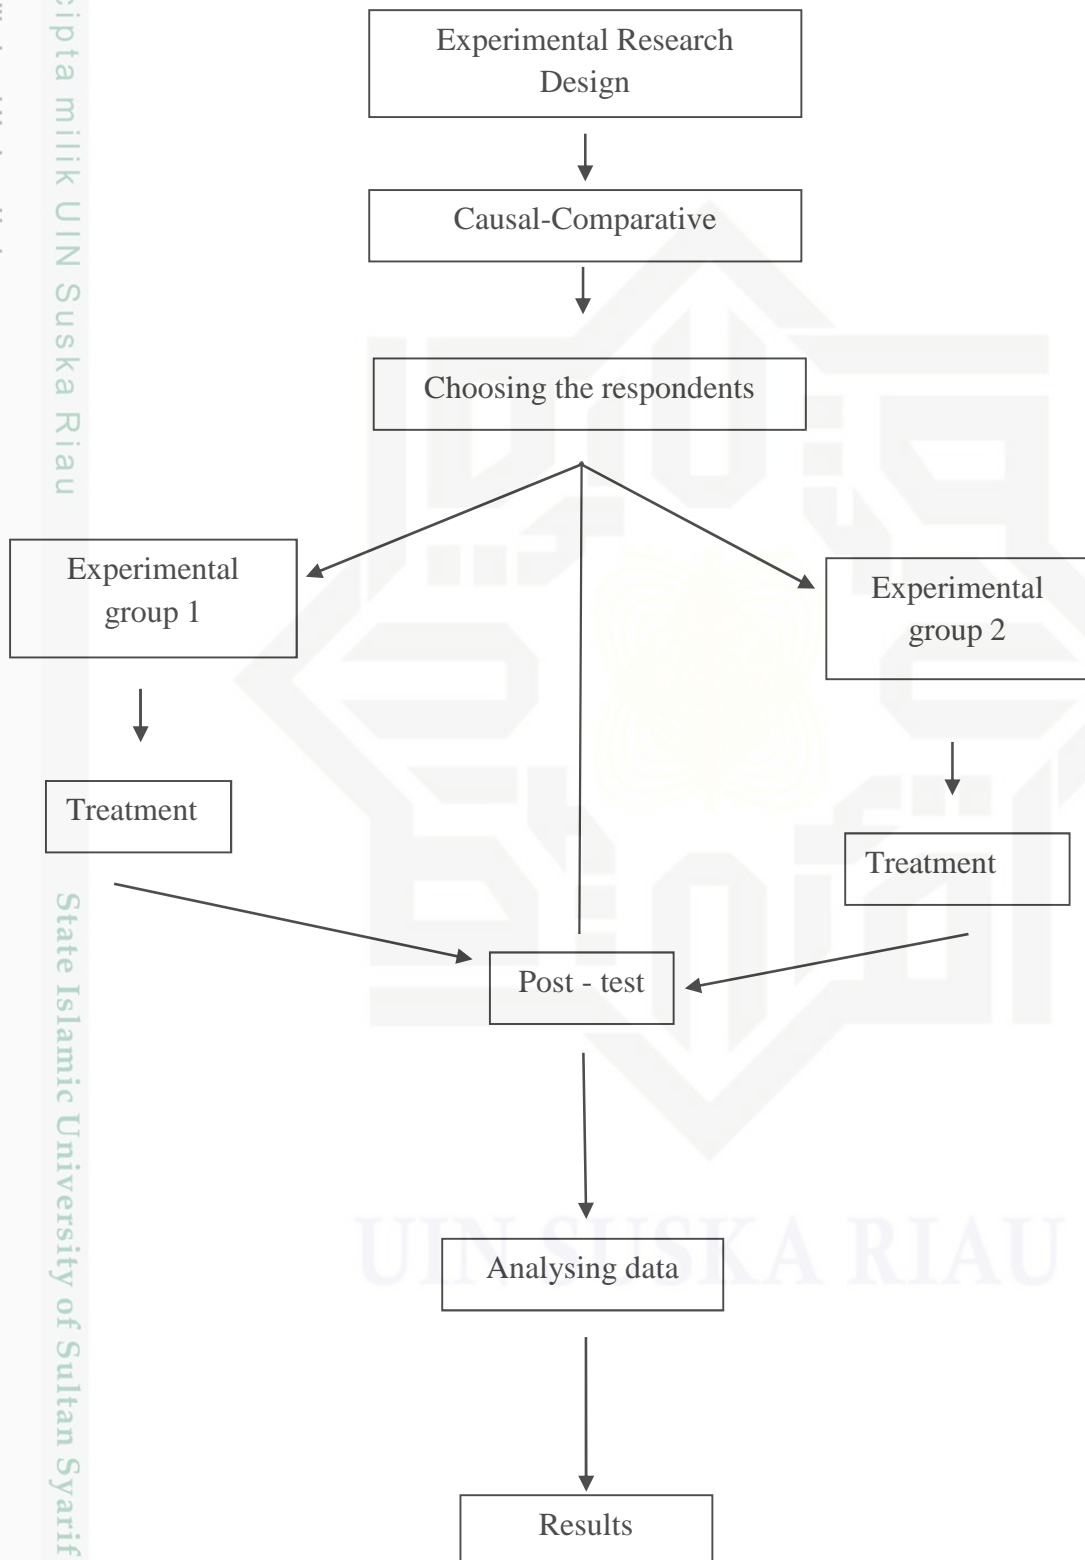 Experimental Research
Design
Causal-Comparative
Choosing the respondents
Experimental
group 1
Experimental
group 2
Treatment
Treatment
Post - test
Analysing data
Results
UIN SUSKA RIAU
cipta milik UIN Suska Riau
State Islamic University of Sultan Syarif